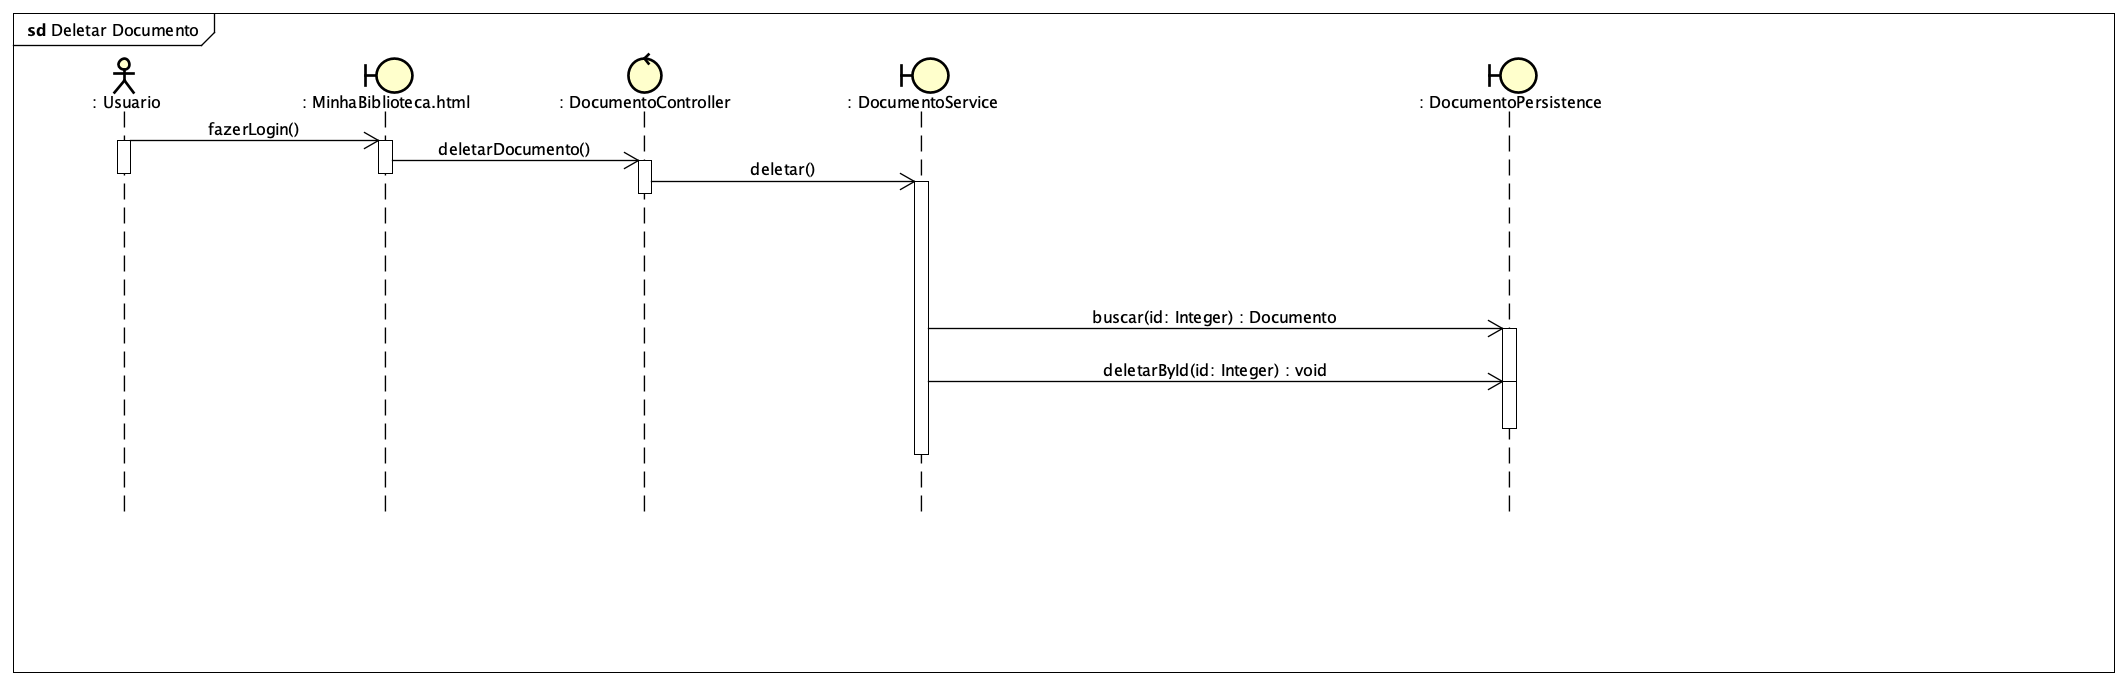 sd Deletar Documento
: Usuario
: MinhaBiblioteca.html
: DocumentoController
: DocumentoService
: DocumentoPersistence
fazerLogin()
deletarDocumento()
deletar()
buscar(id: Integer) : Documento
deletarById(id: Integer) : void